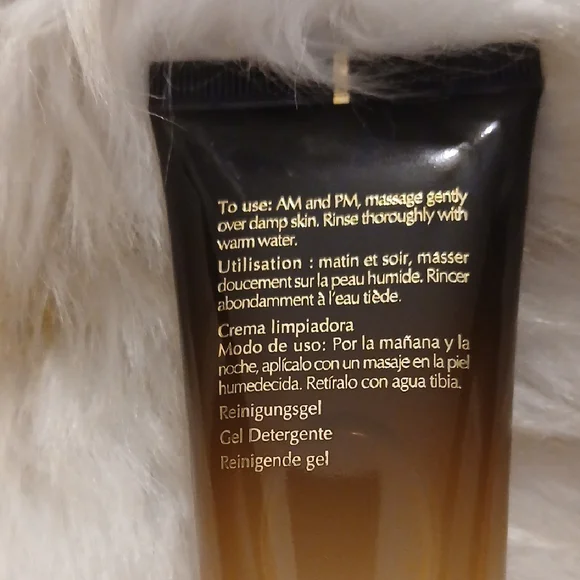 To use: AM and PM, massage gently
over damp skin. Rinse thoroughly with
warm water.
Utilisation : matin et soir, masser
doucement sur la peau humide. Rincer
abondamment à l'eau tiède.
Crema limpiadora
Modo de uso: Por la mañana y la
noche, aplícalo con un masaje en la piel
humedecida. Retíralo con agua tibia.
Reinigungsgel
Gel Detergente
Reinigende gel